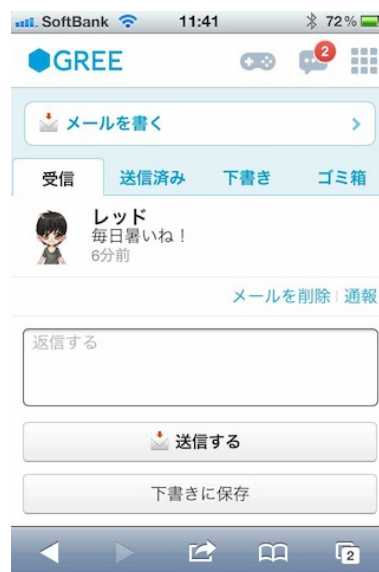 SoftBank 11:41 72%
GREE
2
メールを書く
受信 送信済み 下書き ゴミ箱
レッド
毎日暑いね！
6分前
メールを削除 | 通報
返信する
送信する
下書きに保存
2